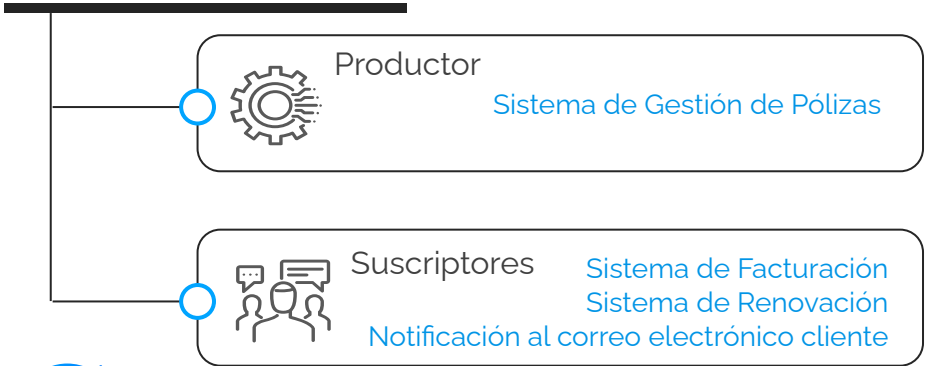 Productor
Sistema de Gestión de Pólizas
Suscriptores
Sistema de Facturación
Sistema de Renovación
Notificación al correo electrónico cliente